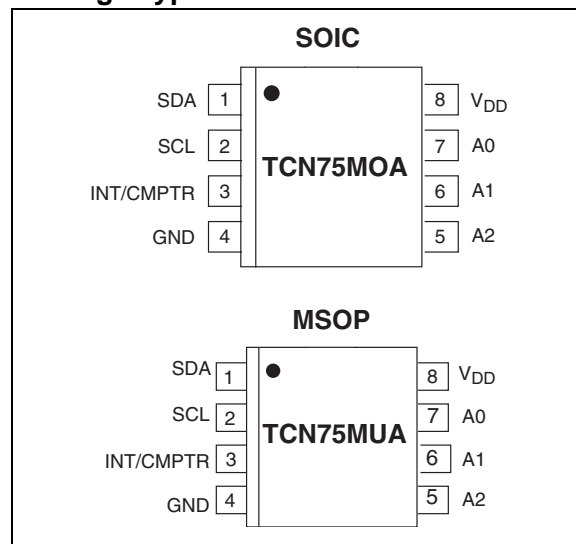 SOIC
SDA 1 8 VDD
SCL 2 7 A0
TCN75MOA
INT/CMPTR 3 6 A1
GND 4 5 A2
MSOP
SDA 1 8 VDD
SCL 2 7 A0
TCN75MUA
INT/CMPTR 3 6 A1
GND 4 5 A2